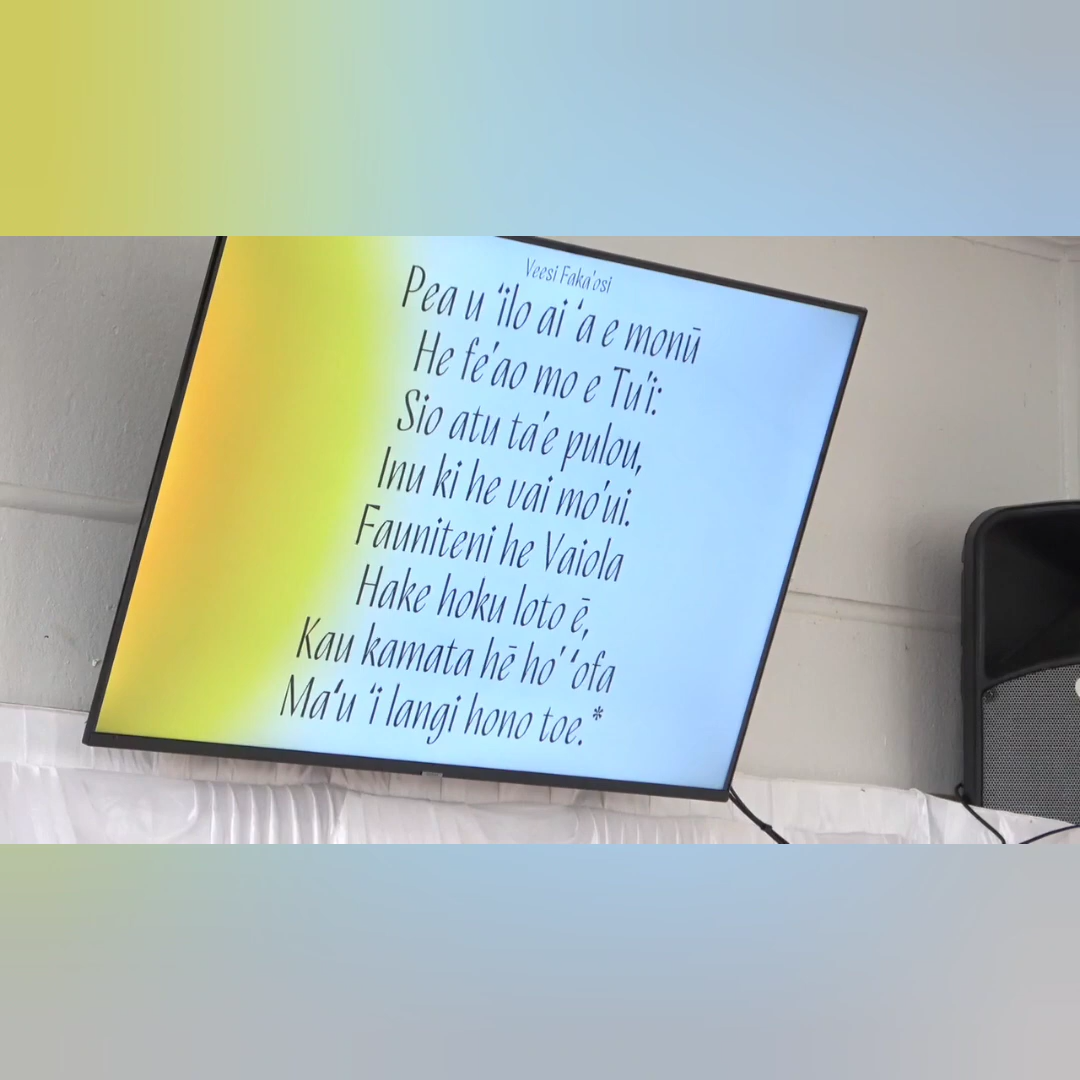 Veesi Faka'osi
Pea u ‘ilo ai ‘a e monū
He fe'ao mo e Tu'i:
Sio atu ta'e pulou,
Inu ki he vai mo'ui.
Fauniteni he Vaiola
Hake hoku loto ē,
Kau kamata hē ho' ‘ofa
Ma‘u ‘i langi hono toe.*